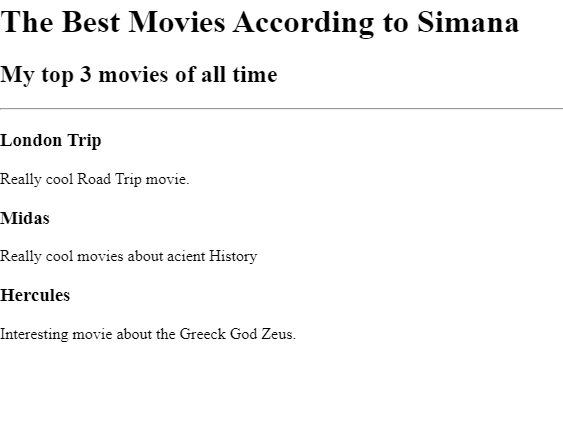 The Best Movies According to Simana
My top 3 movies of all time
London Trip
Really cool Road Trip movie.
Midas
Really cool movies about acient History
Hercules
Interesting movie about the Greeck God Zeus.